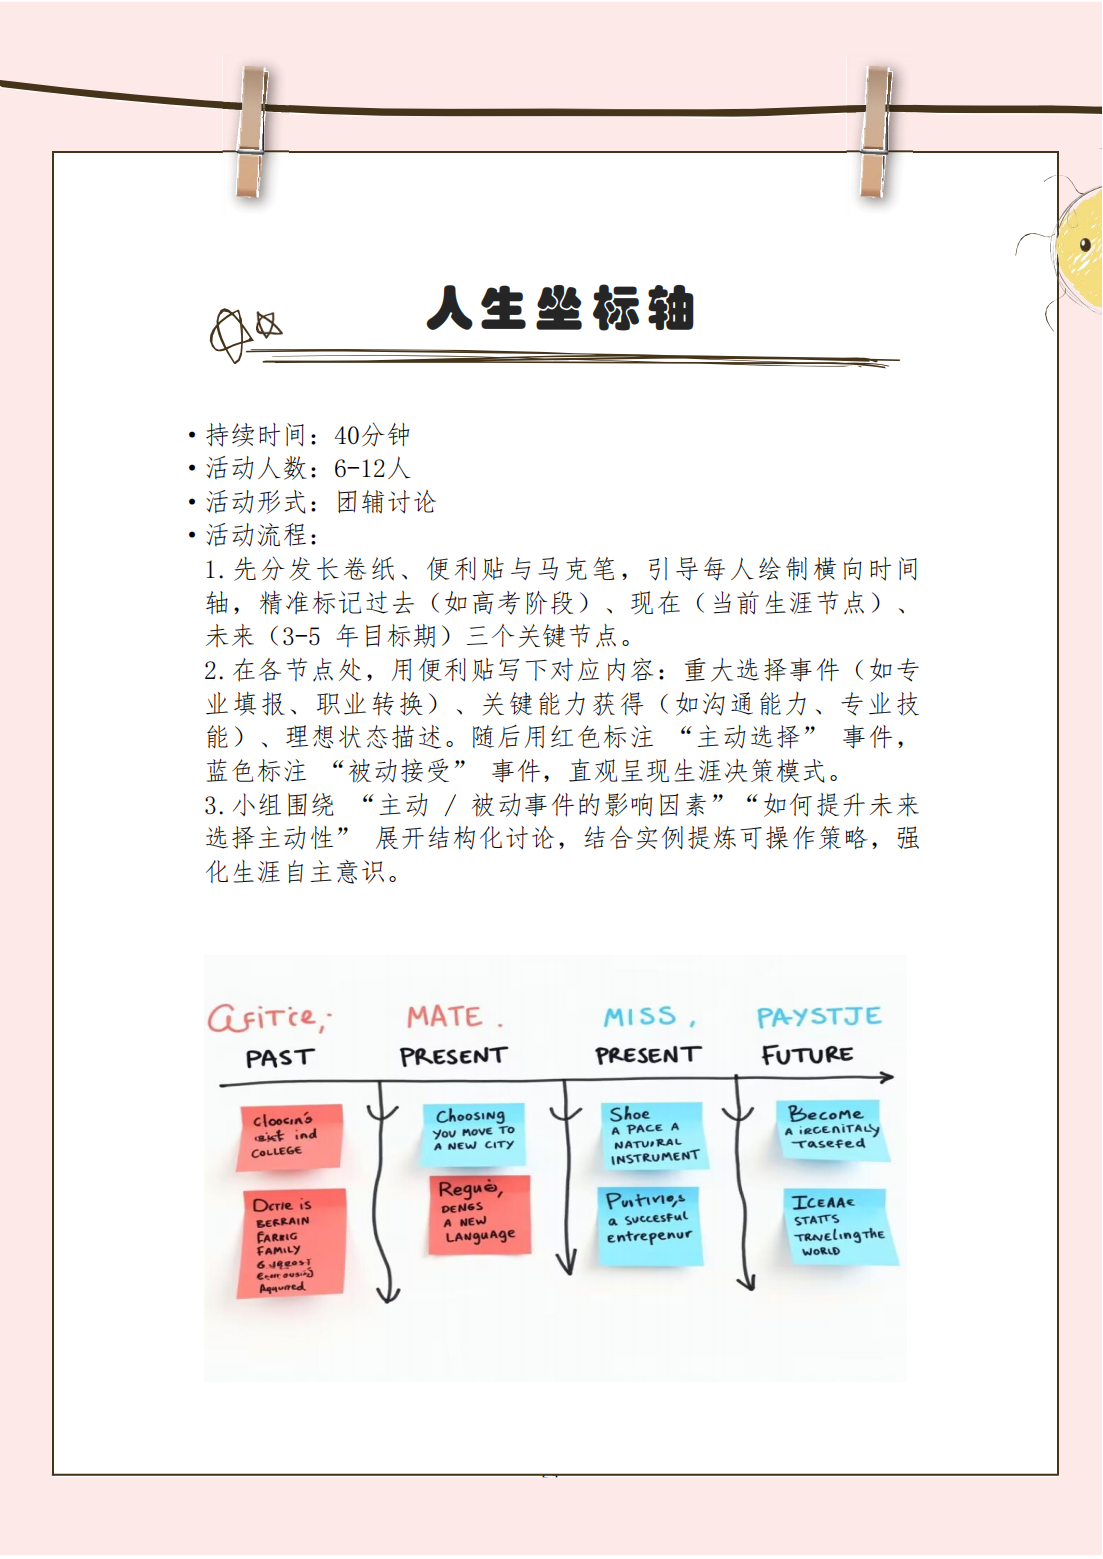 人生坐标轴
•持续时间：40分钟
•活动人数：6-12人
•活动形式：团辅讨论
•活动流程：
1.先分发长卷纸、便利贴与马克笔，引导每人绘制横向时间
轴，精准标记过去（如高考阶段）、现在（当前生涯节点）、
未来（3-5 年目标期）三个关键节点。
2.在各节点处，用便利贴写下对应内容：重大选择事件（如专
业填报、职业转换）、关键能力获得（如沟通能力、专业技
能）、理想状态描述。随后用红色标注 “主动选择” 事件，
蓝色标注 “被动接受” 事件，直观呈现生涯决策模式。
3.小组围绕 “主动 / 被动事件的影响因素”“如何提升未来
选择主动性” 展开结构化讨论，结合实例提炼可操作策略，强
化生涯自主意识。
MATE.
MISS,
PAYSTJE
PAST
PRESENT
PRESENT
FUTURE
ind
COLLEGE
is
BERRAIN
FARBIG
FAMILY
Choosing
YOU MOVE TO
A NEW CITY
DENGS
A NEW
LANGUAGE
Shoe
A PACE A
NATURAL
INSTRUMENT
a succesful
entrepenur
Become
Tasefed
ICEAAE
STATTS
TRAVELING THE
WORLD